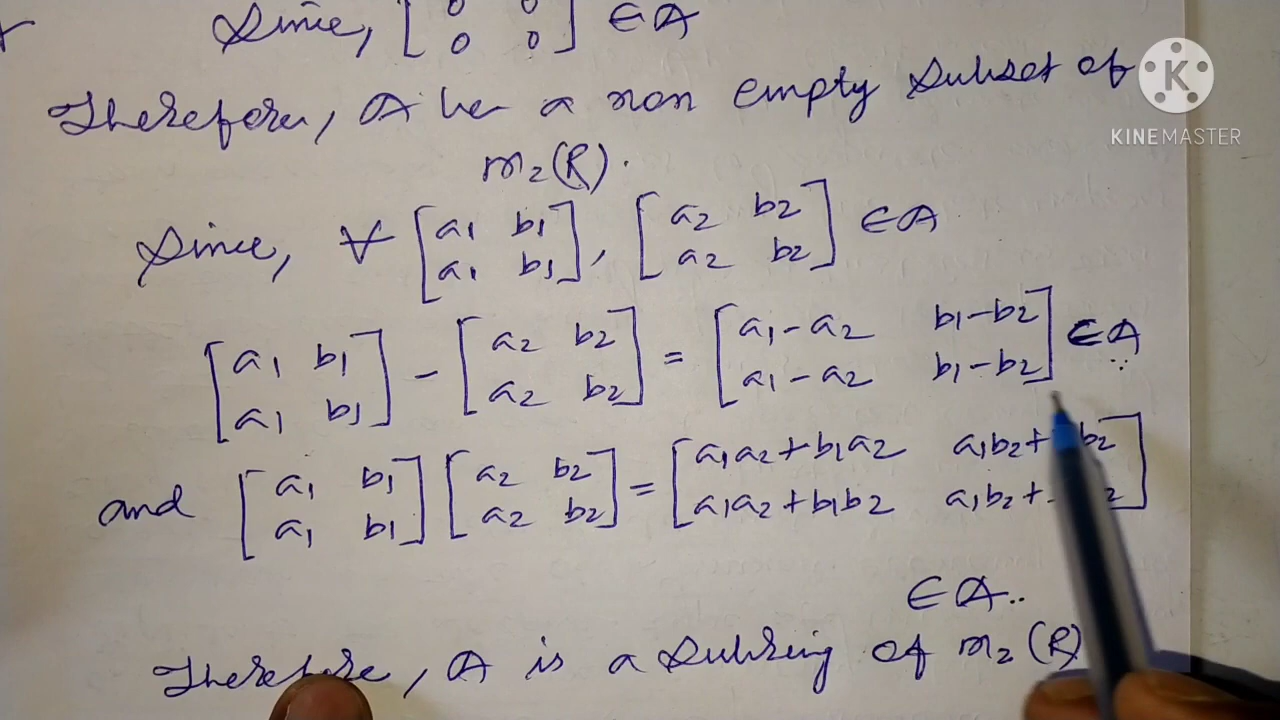 Since, [0 0
0 0] ∈ A
Therefore, A be a non empty subset of
M₂(R).
Since, ∀ [a₁ b₁
a₁ b₁], [a₂ b₂
a₂ b₂] ∈ A
[a₁ b₁
a₁ b₁] - [a₂ b₂
a₂ b₂] = [a₁-a₂ b₁-b₂
a₁-a₂ b₁-b₂] ∈ A
and [a₁ b₁
a₁ b₁] [a₂ b₂
a₂ b₂] = [a₁a₂+b₁a₂ a₁b₂+ b₂
a₁a₂+b₁b₂ a₁b₂+ ₂]
∈ A..
Therefore, A is a subring of M₂(R)
K
KINEMASTER